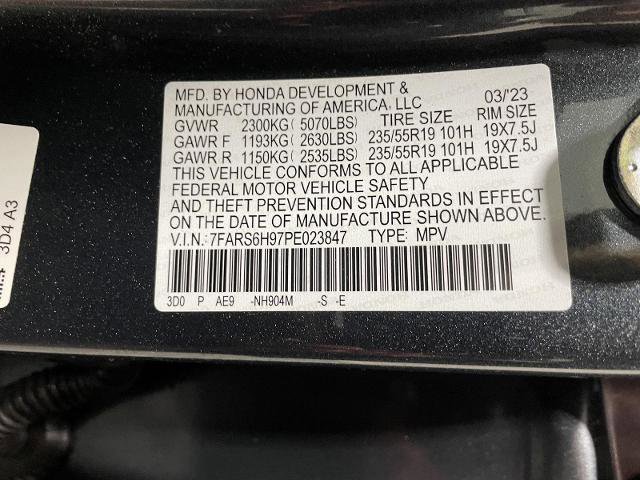 MFD. BY HONDA DEVELOPMENT &
MANUFACTURING OF AMERICA, LLC 03/'23
GVWR 2300KG( 5070LBS) TIRE SIZE RIM SIZE
GAWR F 1193KG( 2630LBS) 235/55R19 101H 19X7.5J
GAWR R 1150KG( 2535LBS) 235/55R19 101H 19X7.5J
THIS VEHICLE CONFORMS TO ALL APPLICABLE
FEDERAL MOTOR VEHICLE SAFETY
AND THEFT PREVENTION STANDARDS IN EFFECT
ON THE DATE OF MANUFACTURE SHOWN ABOVE.
V.I.N.: 7FARS6H97PE023847 TYPE: MPV
3D0 P AE9 -NH904M -S -E
3D4 A3